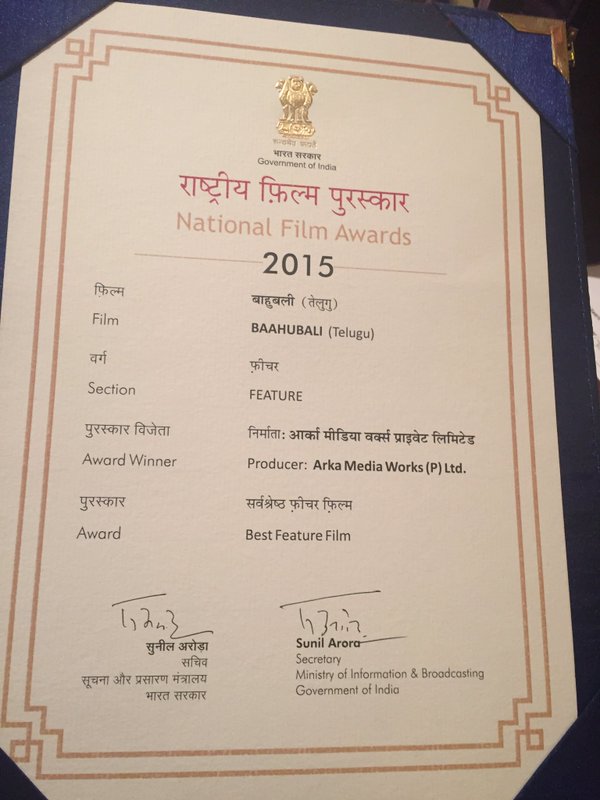 सत्यमेव जयते
भारत सरकार
Government of India
राष्ट्रीय फ़िल्म पुरस्कार
National Film Awards
2015
फ़िल्म
बाहुबली (तेलुगु)
Film
BAAHUBALI (Telugu)
वर्ग
फ़ीचर
Section
FEATURE
पुरस्कार विजेता
निर्माता: आर्का मीडिया वर्क्स प्राइवेट लिमिटेड
Award Winner
Producer: Arka Media Works (P) Ltd.
पुरस्कार
सर्वश्रेष्ठ फ़ीचर फ़िल्म
Award
Best Feature Film
सुनील अरोड़ा
सचिव
सूचना और प्रसारण मंत्रालय
भारत सरकार
Sunil Arora
Secretary
Ministry of Information & Broadcasting
Government of India